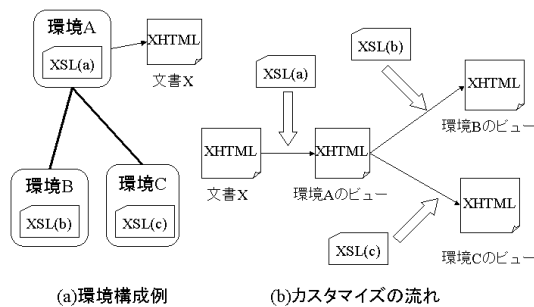 環境A
XSL(a)
XHTML
文書X
環境B
XSL(b)
環境C
XSL(c)
(a)環境構成例
XSL(a)
XSL(b)
XHTML
文書X
XHTML
環境Aのビュー
XHTML
環境Bのビュー
XHTML
環境Cのビュー
XSL(c)
(b)カスタマイズの流れ